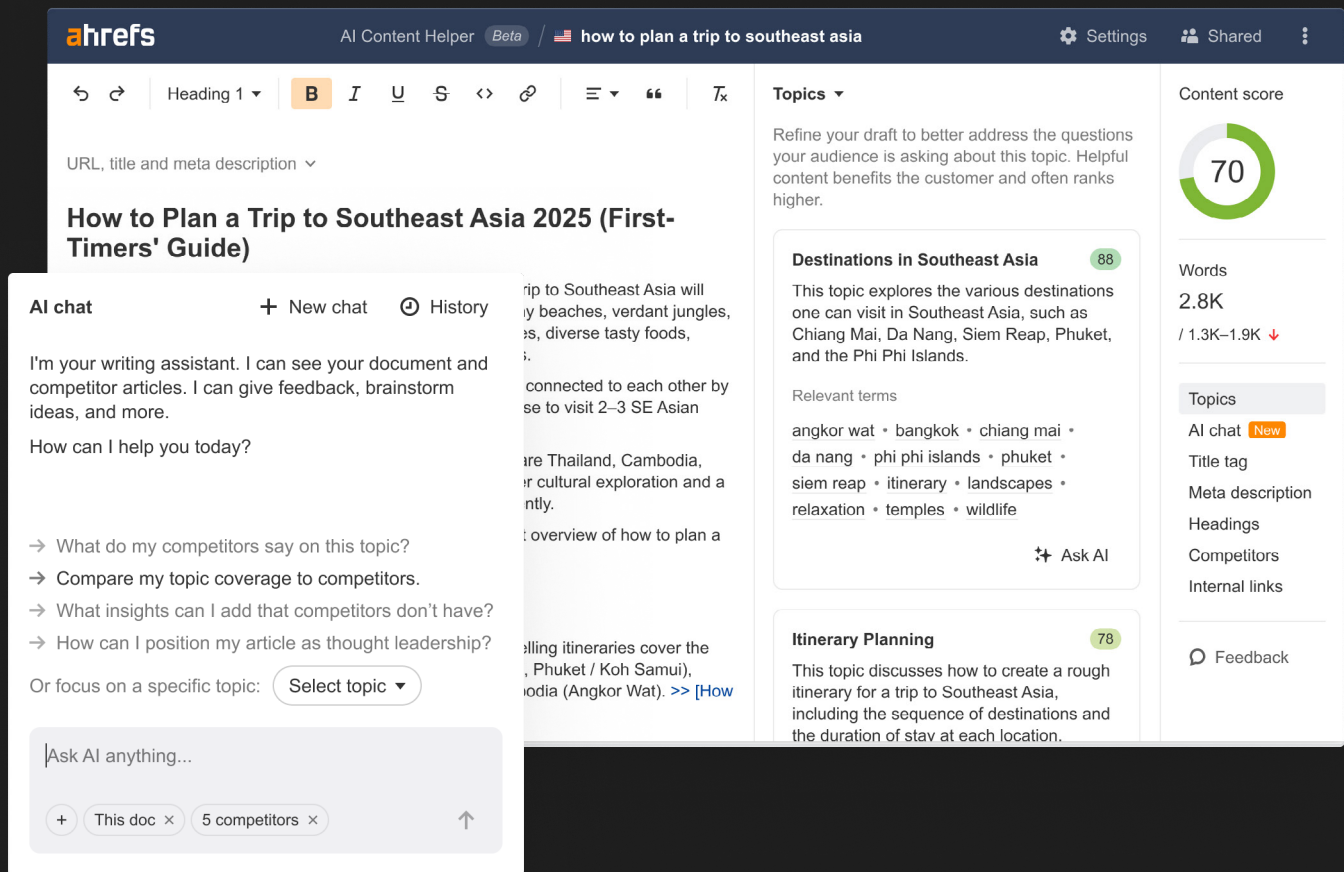 ahrefs
AI Content Helper Beta / how to plan a trip to southeast asia
Settings
Shared
Heading 1
B I U S <>
“
Tx
URL, title and meta description
How to Plan a Trip to Southeast Asia 2025 (First-
Timers' Guide)
to Southeast Asia will
beaches, verdant jungles,
diverse tasty foods,
connected to each other by
to visit 2–3 SE Asian
Thailand, Cambodia,
cultural exploration and a
overview of how to plan a
itineraries cover the
, Phuket / Koh Samui),
(Angkor Wat). >> [How
AI chat
New chat
History
I'm your writing assistant. I can see your document and
competitor articles. I can give feedback, brainstorm
ideas, and more.
How can I help you today?
What do my competitors say on this topic?
Compare my topic coverage to competitors.
What insights can I add that competitors don’t have?
How can I position my article as thought leadership?
Or focus on a specific topic:
Select topic
Ask AI anything...
+
This doc ×
5 competitors ×
Topics
Refine your draft to better address the questions
your audience is asking about this topic. Helpful
content benefits the customer and often ranks
higher.
Destinations in Southeast Asia 88
This topic explores the various destinations
one can visit in Southeast Asia, such as
Chiang Mai, Da Nang, Siem Reap, Phuket,
and the Phi Phi Islands.
Relevant terms
angkor wat • bangkok • chiang mai •
da nang • phi phi islands • phuket •
siem reap • itinerary • landscapes •
relaxation • temples • wildlife
Ask AI
Itinerary Planning 78
This topic discusses how to create a rough
itinerary for a trip to Southeast Asia,
including the sequence of destinations and
the duration of stay at each location.
Content score
70
Words
2.8K
/ 1.3K–1.9K ↓
Topics
AI chat New
Title tag
Meta description
Headings
Competitors
Internal links
Feedback